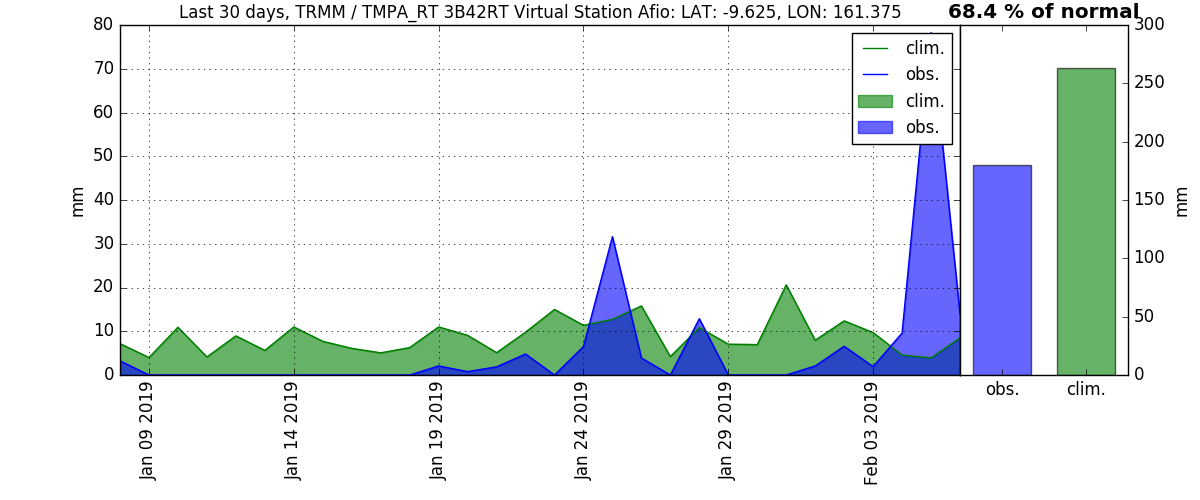 Last 30 days, TRMM / TMPA_RT 3B42RT Virtual Station Afio: LAT: -9.625, LON: 161.375
68.4 % of normal
80
70
60
50
40
30
20
10
0
mm
clim.
obs.
clim.
obs.
300
250
200
150
100
50
0
mm
obs.
clim.
Jan 09 2019
Jan 14 2019
Jan 19 2019
Jan 24 2019
Jan 29 2019
Feb 03 2019